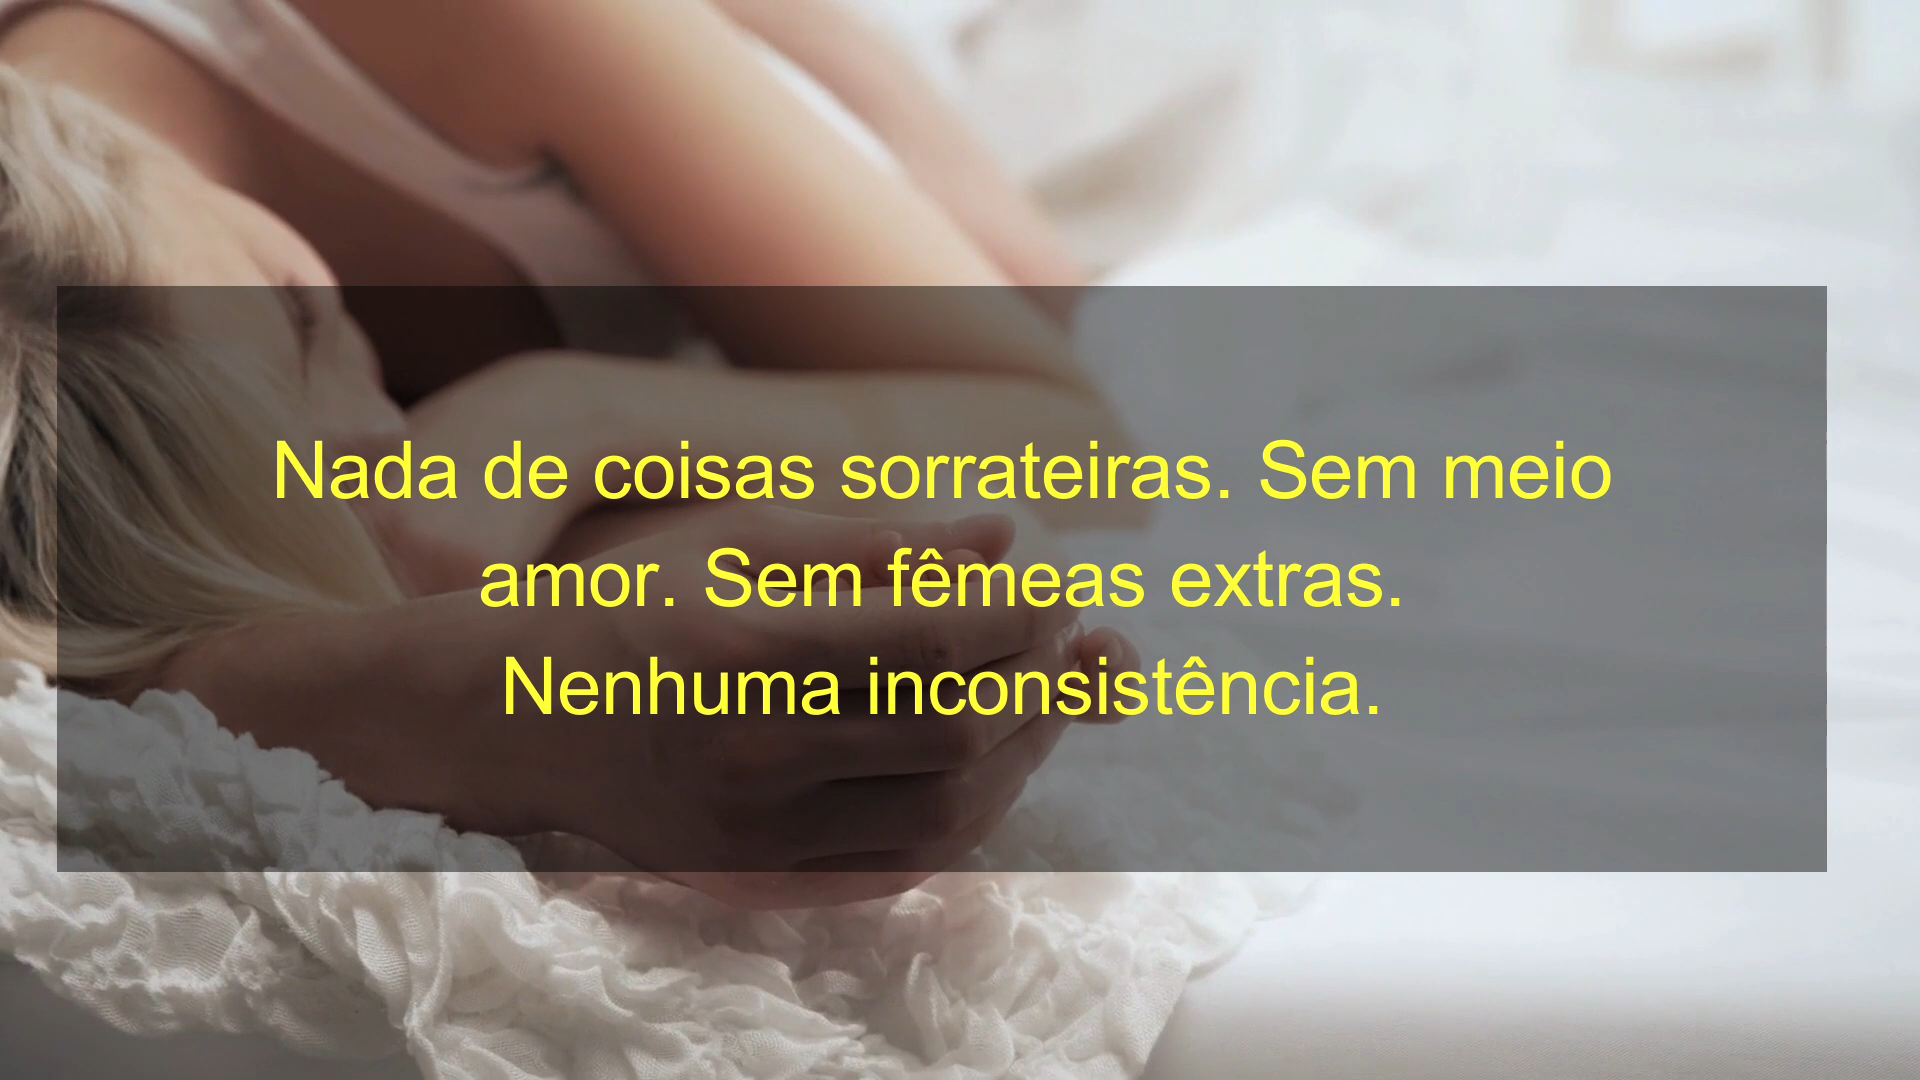 Nada de coisas sorrateiras. Sem meio
amor. Sem fêmeas extras.
Nenhuma inconsistência.